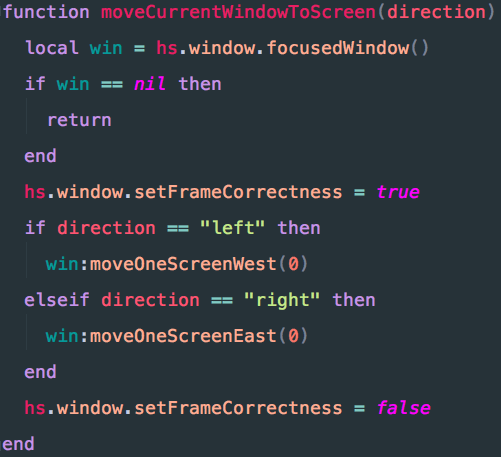 function moveCurrentWindowToScreen(direction)
  local win = hs.window.focusedWindow()
  if win == nil then
    return
  end
  hs.window.setFrameCorrectness = true
  if direction == "left" then
    win:moveOneScreenWest(0)
  elseif direction == "right" then
    win:moveOneScreenEast(0)
  end
  hs.window.setFrameCorrectness = false
end